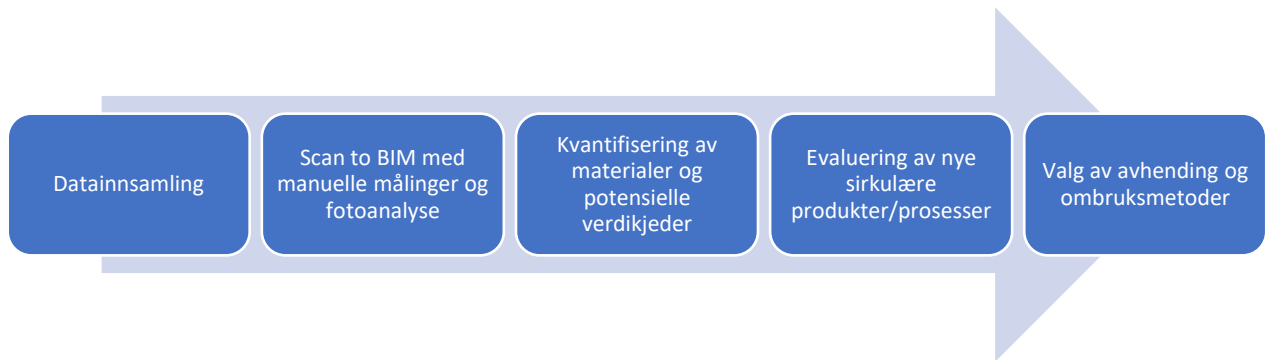 Datainnsamling
Scan to BIM med
manuelle målinger og
fotoanalyse
Kvantifisering av
materialer og
potensielle
verdikjeder
Evaluering av nye
sirkulære
produkter/prosesser
Valg av avhending og
ombruksmetoder